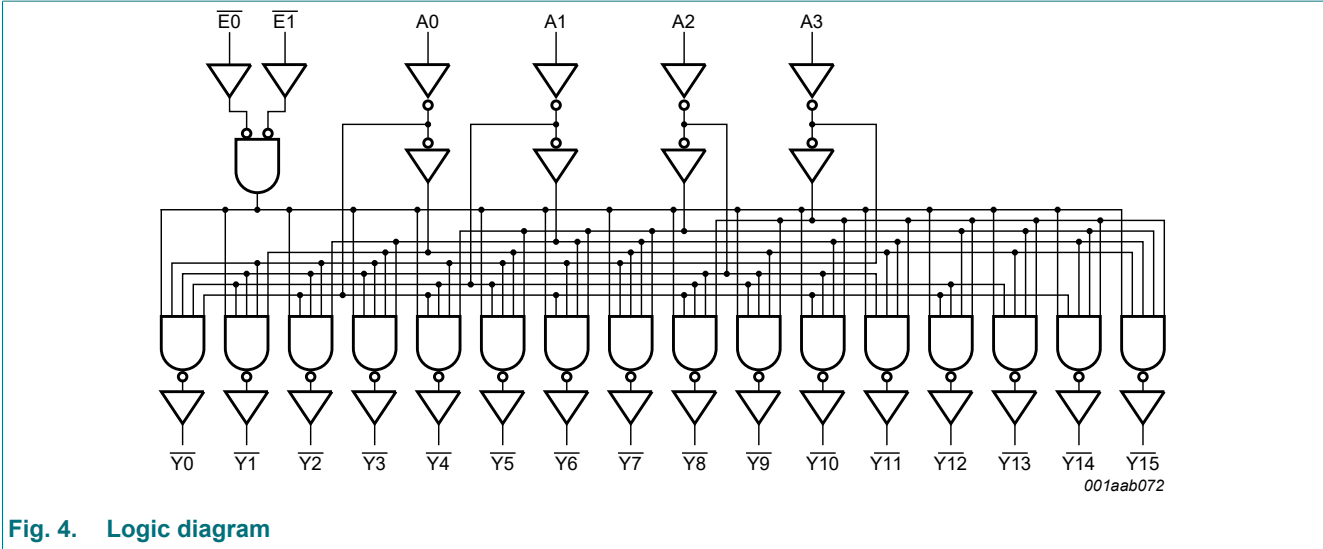 E0 E1 A0 A1 A2 A3
Y0 Y1 Y2 Y3 Y4 Y5 Y6 Y7 Y8 Y9 Y10 Y11 Y12 Y13 Y14 Y15
001aab072
Fig. 4. Logic diagram